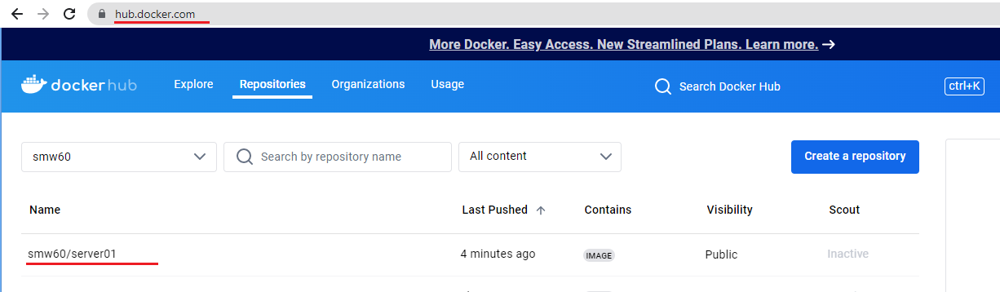 hub.docker.com
More Docker. Easy Access. New Streamlined Plans. Learn more. →
dockerhub Explore Repositories Organizations Usage Search Docker Hub ctrl+K
smw60 Search by repository name All content Create a repository
Name Last Pushed ↑ Contains Visibility Scout
smw60/server01 4 minutes ago IMAGE Public Inactive